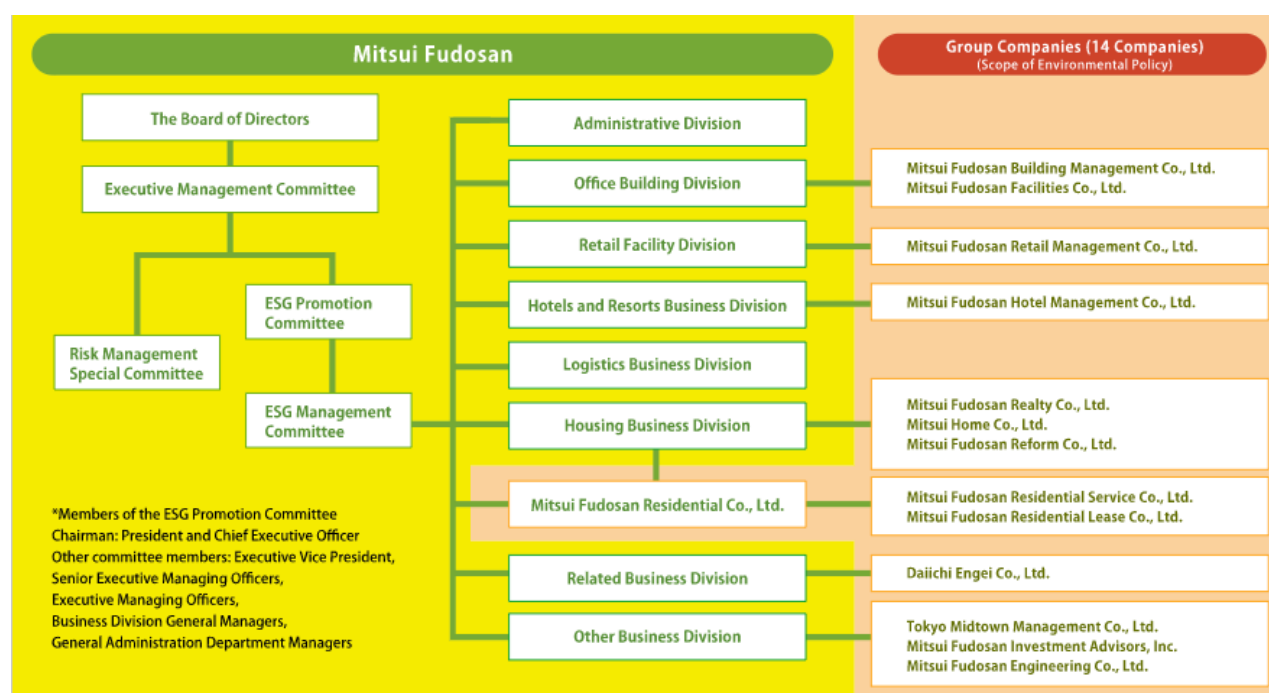 Mitsui Fudosan
Group Companies (14 Companies)
(Scope of Environmental Policy)
The Board of Directors
Executive Management Committee
ESG Promotion
Committee
Risk Management
Special Committee
ESG Management
Committee
*Members of the ESG Promotion Committee
Chairman: President and Chief Executive Officer
Other committee members: Executive Vice President,
Senior Executive Managing Officers,
Executive Managing Officers,
Business Division General Managers,
General Administration Department Managers
Administrative Division
Office Building Division
Retail Facility Division
Hotels and Resorts Business Division
Logistics Business Division
Housing Business Division
Mitsui Fudosan Residential Co., Ltd.
Related Business Division
Other Business Division
Mitsui Fudosan Building Management Co., Ltd.
Mitsui Fudosan Facilities Co., Ltd.
Mitsui Fudosan Retail Management Co., Ltd.
Mitsui Fudosan Hotel Management Co., Ltd.
Mitsui Fudosan Realty Co., Ltd.
Mitsui Home Co., Ltd.
Mitsui Fudosan Reform Co., Ltd.
Mitsui Fudosan Residential Service Co., Ltd.
Mitsui Fudosan Residential Lease Co., Ltd.
Daiichi Engei Co., Ltd.
Tokyo Midtown Management Co., Ltd.
Mitsui Fudosan Investment Advisors, Inc.
Mitsui Fudosan Engineering Co., Ltd.